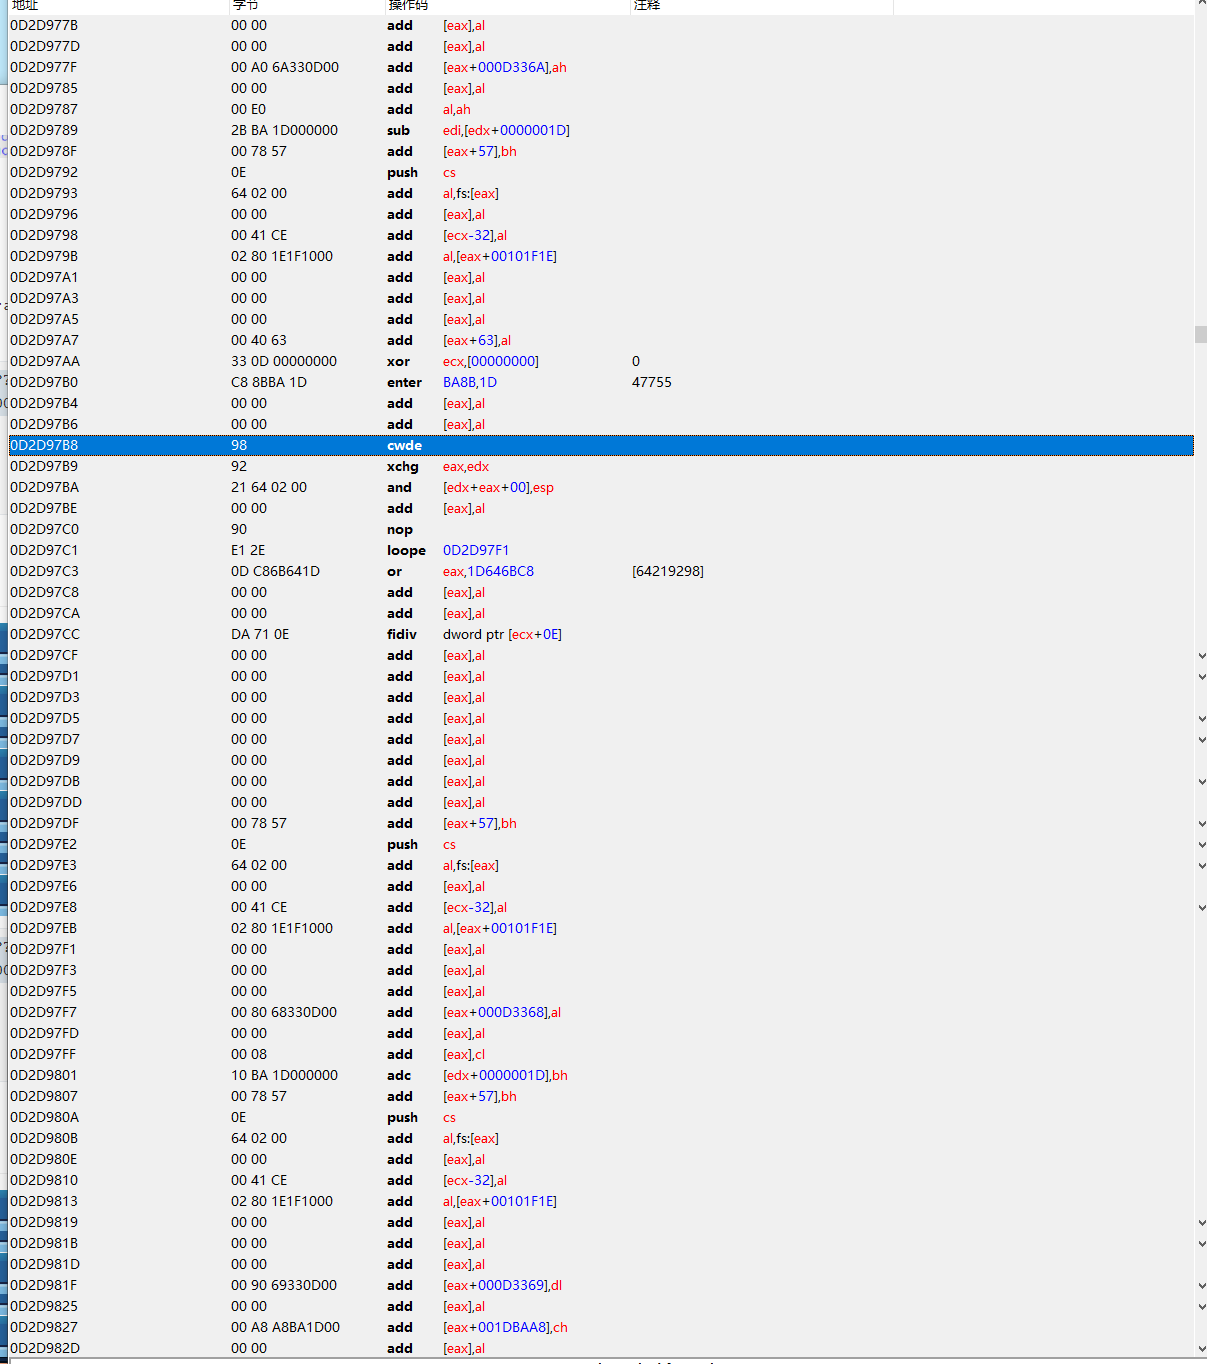 地址 字节 操作码 注释
0D2D977B 00 00 add [eax],al
0D2D977D 00 00 add [eax],al
0D2D977F 00 A0 6A330D00 add [eax+000D336A],ah
0D2D9785 00 00 add [eax],al
0D2D9787 00 E0 add al,ah
0D2D9789 2B BA 1D000000 sub edi,[edx+0000001D]
0D2D978F 00 78 57 add [eax+57],bh
0D2D9792 0E push cs
0D2D9793 64 02 00 add al,fs:[eax]
0D2D9796 00 00 add [eax],al
0D2D9798 00 41 CE add [ecx-32],al
0D2D979B 02 80 1E1F1000 add al,[eax+00101F1E]
0D2D97A1 00 00 add [eax],al
0D2D97A3 00 00 add [eax],al
0D2D97A5 00 00 add [eax],al
0D2D97A7 00 40 63 add [eax+63],al
0D2D97AA 33 0D 00000000 xor ecx,[00000000] 0
0D2D97B0 C8 8BBA 1D enter BA8B,1D 47755
0D2D97B4 00 00 add [eax],al
0D2D97B6 00 00 add [eax],al
0D2D97B8 98 cwde
0D2D97B9 92 xchg eax,edx
0D2D97BA 21 64 02 00 and [edx+eax+00],esp
0D2D97BE 00 00 add [eax],al
0D2D97C0 90 nop
0D2D97C1 E1 2E loope 0D2D97F1
0D2D97C3 0D C86B641D or eax,1D646BC8 [64219298]
0D2D97C8 00 00 add [eax],al
0D2D97CA 00 00 add [eax],al
0D2D97CC DA 71 0E fidiv dword ptr [ecx+0E]
0D2D97CF 00 00 add [eax],al
0D2D97D1 00 00 add [eax],al
0D2D97D3 00 00 add [eax],al
0D2D97D5 00 00 add [eax],al
0D2D97D7 00 00 add [eax],al
0D2D97D9 00 00 add [eax],al
0D2D97DB 00 00 add [eax],al
0D2D97DD 00 00 add [eax],al
0D2D97DF 00 78 57 add [eax+57],bh
0D2D97E2 0E push cs
0D2D97E3 64 02 00 add al,fs:[eax]
0D2D97E6 00 00 add [eax],al
0D2D97E8 00 41 CE add [ecx-32],al
0D2D97EB 02 80 1E1F1000 add al,[eax+00101F1E]
0D2D97F1 00 00 add [eax],al
0D2D97F3 00 00 add [eax],al
0D2D97F5 00 00 add [eax],al
0D2D97F7 00 80 68330D00 add [eax+000D3368],al
0D2D97FD 00 00 add [eax],al
0D2D97FF 00 08 add [eax],cl
0D2D9801 10 BA 1D000000 adc [edx+0000001D],bh
0D2D9807 00 78 57 add [eax+57],bh
0D2D980A 0E push cs
0D2D980B 64 02 00 add al,fs:[eax]
0D2D980E 00 00 add [eax],al
0D2D9810 00 41 CE add [ecx-32],al
0D2D9813 02 80 1E1F1000 add al,[eax+00101F1E]
0D2D9819 00 00 add [eax],al
0D2D981B 00 00 add [eax],al
0D2D981D 00 00 add [eax],al
0D2D981F 00 90 69330D00 add [eax+000D3369],dl
0D2D9825 00 00 add [eax],al
0D2D9827 00 A8 A8BA1D00 add [eax+001DBAA8],ch
0D2D982D 00 00 add [eax],al